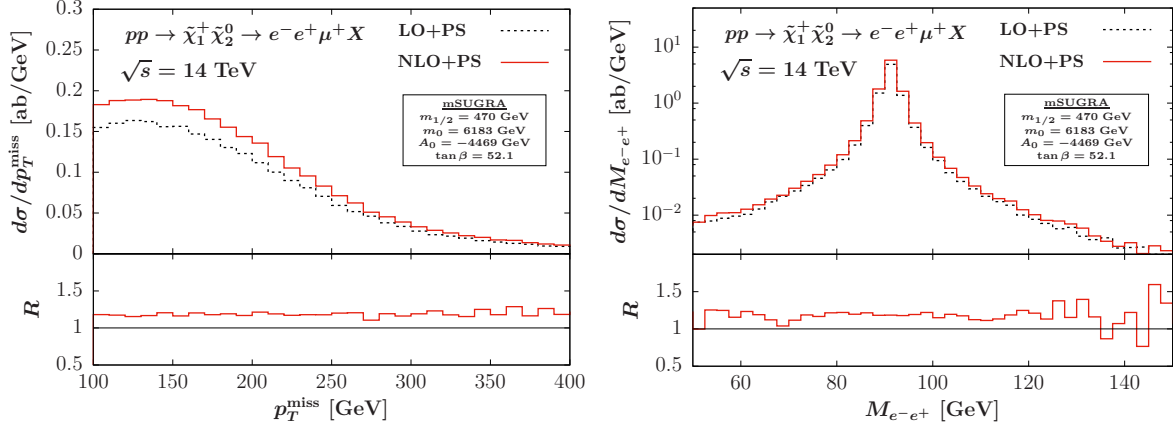 pp → χ̃₁⁺χ̃₂⁰ → e⁻e⁺μ⁺X
√s = 14 TeV
LO+PS
NLO+PS
mSUGRA
m₁/₂ = 470 GeV
m₀ = 6183 GeV
A₀ = −4469 GeV
tan β = 52.1
dσ/dp_T^miss [ab/GeV]
0.3
0.25
0.2
0.15
0.1
0.05
0
R
1.5
1
0.5
100 150 200 250 300 350 400
p_T^miss [GeV]
pp → χ̃₁⁺χ̃₂⁰ → e⁻e⁺μ⁺X
√s = 14 TeV
LO+PS
NLO+PS
mSUGRA
m₁/₂ = 470 GeV
m₀ = 6183 GeV
A₀ = −4469 GeV
tan β = 52.1
dσ/dM_e⁻e⁺ [ab/GeV]
10¹
10⁰
10⁻¹
10⁻²
R
1.5
1
0.5
60 80 100 120 140
M_e⁻e⁺ [GeV]